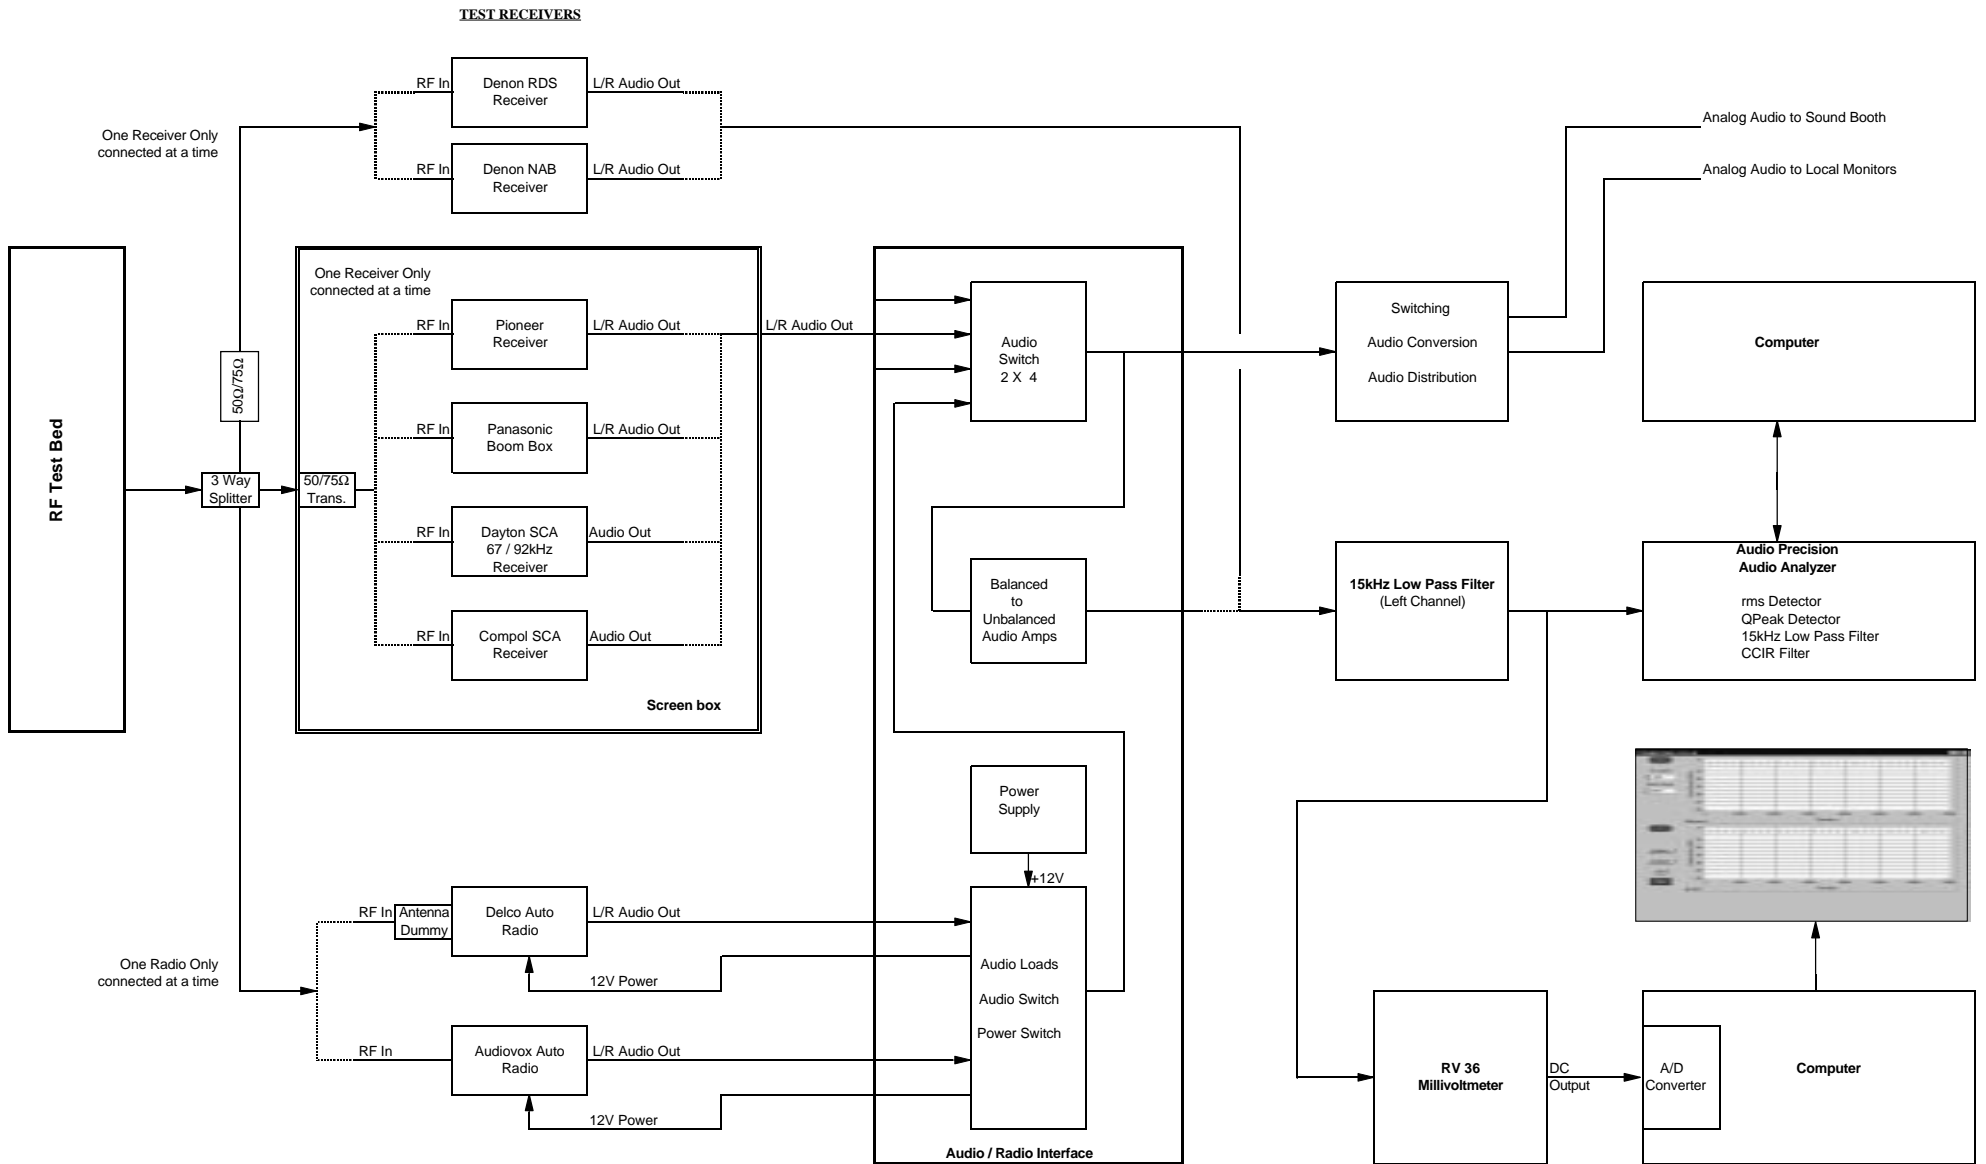 TEST RECEIVERS
RF In
Denon RDS
Receiver
L/R Audio Out
One Receiver Only
connected at a time
RF In
Denon NAB
Receiver
L/R Audio Out
Analog Audio to Sound Booth
Analog Audio to Local Monitors
RF Test Bed
50Ω/75Ω
3 Way
Splitter
One Receiver Only
connected at a time
50/75Ω
Trans.
RF In
Pioneer
Receiver
L/R Audio Out
L/R Audio Out
RF In
Panasonic
Boom Box
L/R Audio Out
RF In
Dayton SCA
67 / 92kHz
Receiver
Audio Out
RF In
Compol SCA
Receiver
Audio Out
Screen box
Audio
Switch
2 X 4
Balanced
to
Unbalanced
Audio Amps
Power
Supply
+12V
Audio Loads
Audio Switch
Power Switch
Audio / Radio Interface
One Radio Only
connected at a time
RF In
Antenna
Dummy
Delco Auto
Radio
L/R Audio Out
12V Power
RF In
Audiovox Auto
Radio
L/R Audio Out
12V Power
Switching
Audio Conversion
Audio Distribution
Computer
15kHz Low Pass Filter
(Left Channel)
Audio Precision
Audio Analyzer
rms Detector
QPeak Detector
15kHz Low Pass Filter
CCIR Filter
RV 36
Millivoltmeter
DC
Output
A/D
Converter
Computer